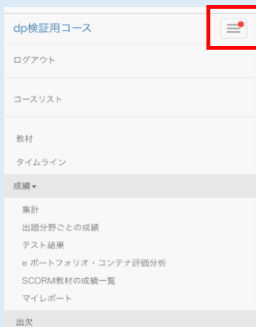 dp検証用コース
ログアウト
コースリスト
教材
タイムライン
成績▾
集計
出題分野ごとの成績
テスト結果
e ポートフォリオ・コンテナ評価分析
SCORM教材の成績一覧
マイレポート
出欠